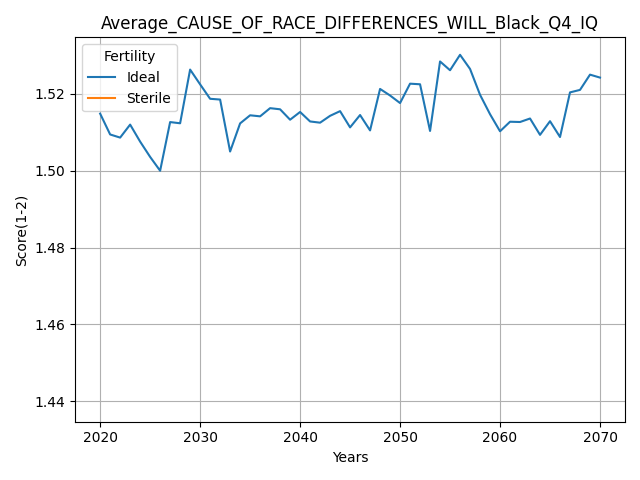 Average_CAUSE_OF_RACE_DIFFERENCES_WILL_Black_Q4_IQ
Fertility
Ideal
Sterile
1.52
1.50
1.48
1.46
1.44
Score(1-2)
2020 2030 2040 2050 2060 2070
Years